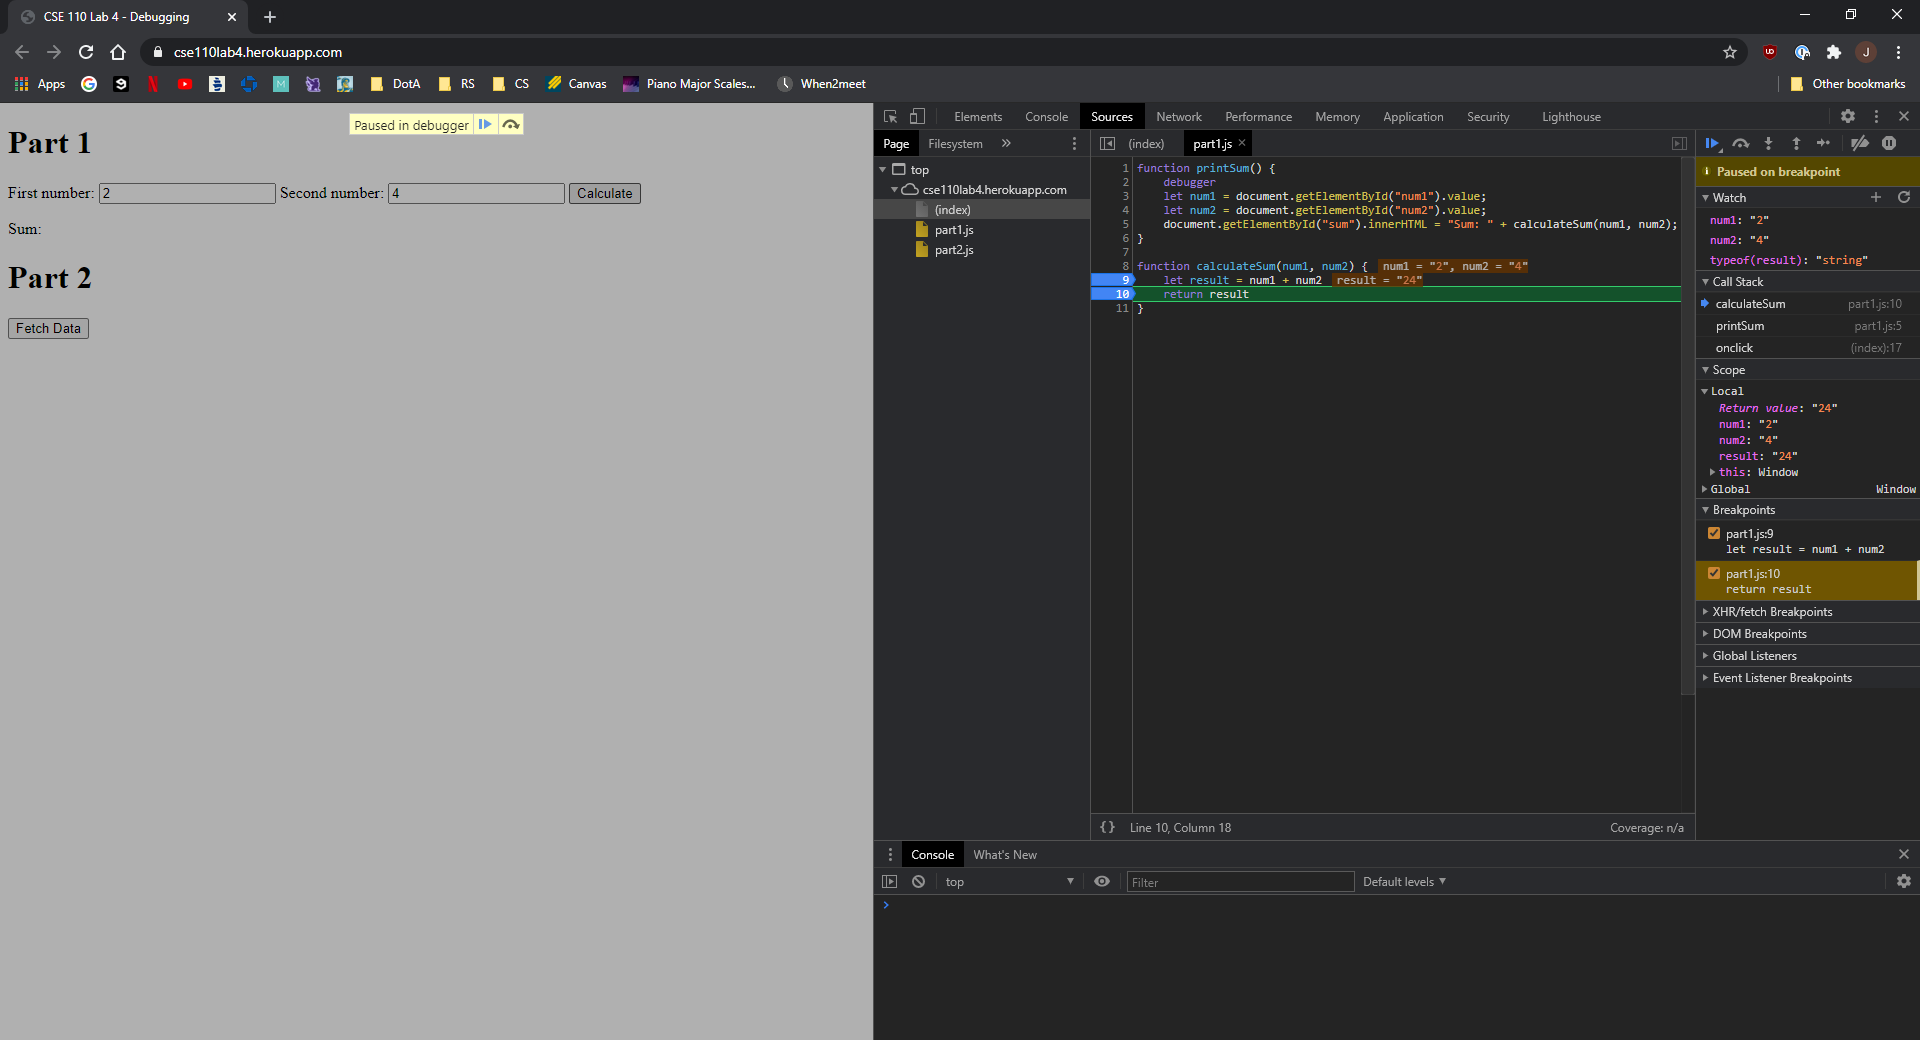 CSE 110 Lab 4 - Debugging
cse110lab4.herokuapp.com
Apps
DotA
RS
CS
Canvas
Piano Major Scales...
When2meet
Other bookmarks
Paused in debugger
Part 1
First number: 2 Second number: 4 Calculate
Sum:
Part 2
Fetch Data
Elements Console Sources Network Performance Memory Application Security Lighthouse
Page Filesystem
top
cse110lab4.herokuapp.com
(index)
part1.js
part2.js
(index) part1.js
1 function printSum() {
2 debugger
3 let num1 = document.getElementById("num1").value;
4 let num2 = document.getElementById("num2").value;
5 document.getElementById("sum").innerHTML = "Sum: " + calculateSum(num1, num2);
6 }
7
8 function calculateSum(num1, num2) { num1 = "2", num2 = "4"
9 let result = num1 + num2 result = "24"
10 return result
11 }
{} Line 10, Column 18
Coverage: n/a
Paused on breakpoint
Watch
num1: "2"
num2: "4"
typeof(result): "string"
Call Stack
calculateSum part1.js:10
printSum part1.js:5
onclick (index):17
Scope
Local
Return value: "24"
num1: "2"
num2: "4"
result: "24"
this: Window
Global Window
Breakpoints
part1.js:9
let result = num1 + num2
part1.js:10
return result
XHR/fetch Breakpoints
DOM Breakpoints
Global Listeners
Event Listener Breakpoints
Console What's New
top Filter Default levels